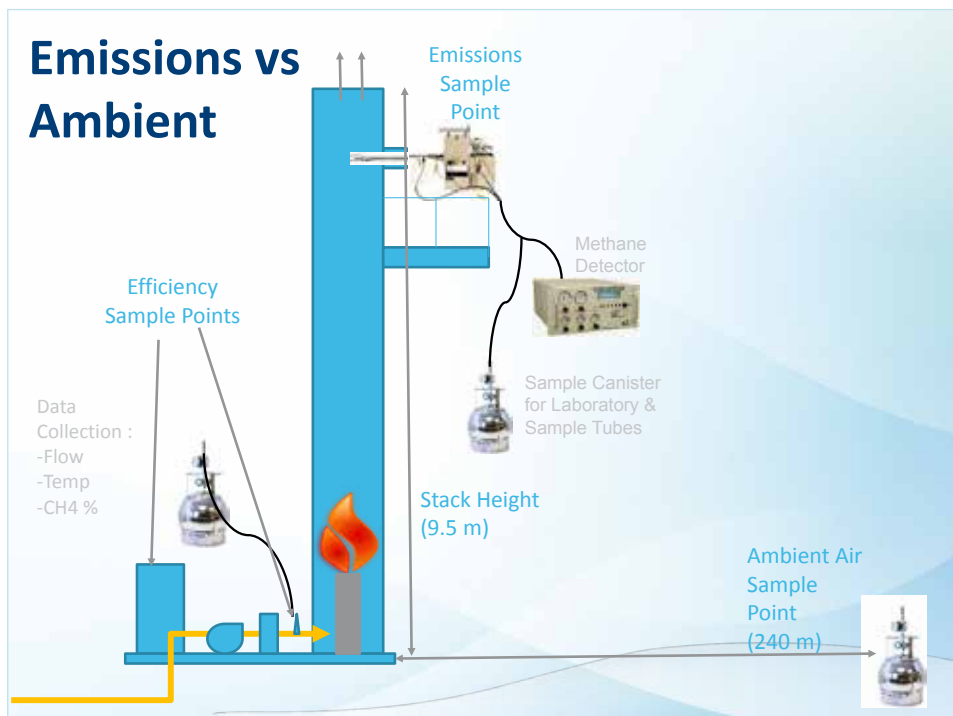 Emissions vs
Ambient
Emissions
Sample
Point
Methane
Detector
Efficiency
Sample Points
Sample Canister
for Laboratory &
Sample Tubes
Data
Collection :
-Flow
-Temp
-CH4 %
Stack Height
(9.5 m)
Ambient Air
Sample
Point
(240 m)